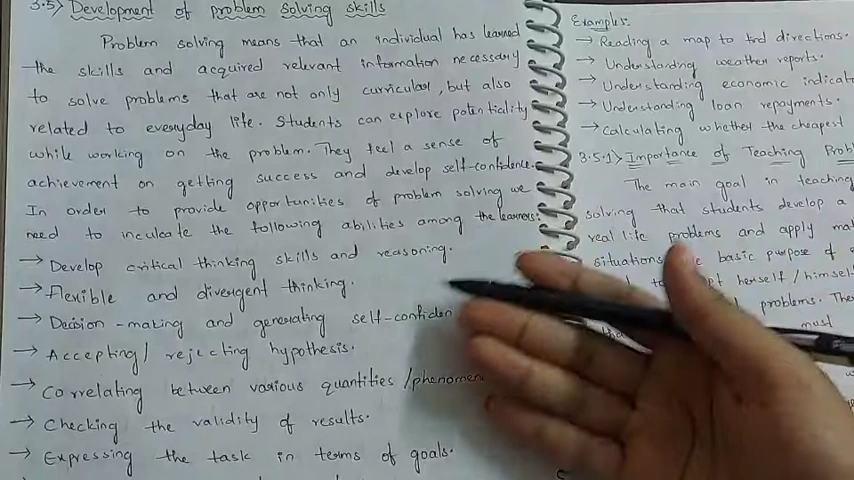 3.5> Development of problem solving skills
Problem solving means that an individual has learned
the skills and acquired relevant information necessary
to solve problems that are not only curricular, but also
related to everyday life. Students can explore potentiality
while working on the problem. They feel a sense of
achievement on getting success and develop self-confidence.
In order to provide opportunities of problem solving we
need to inculcate the following abilities among the learners:
→ Develop critical thinking skills and reasoning.
→ Flexible and divergent thinking.
→ Decision-making and generating self-confiden
→ Accepting/rejecting hypothesis.
→ Correlating between various quantities/phenomen
→ Checking the validity of results.
→ Expressing the task in terms of goals.
Examples:
→ Reading a map to find directions.
→ Understanding weather reports.
→ Understanding economic indicat
→ Understanding loan repayments.
→ Calculating whether the cheapest
3.5.1> Importance of Teaching Prob
The main goal in teaching
solving that students develop a
real life problems and apply mat
situations. basic purpose of
herself/himself
problems. The
must